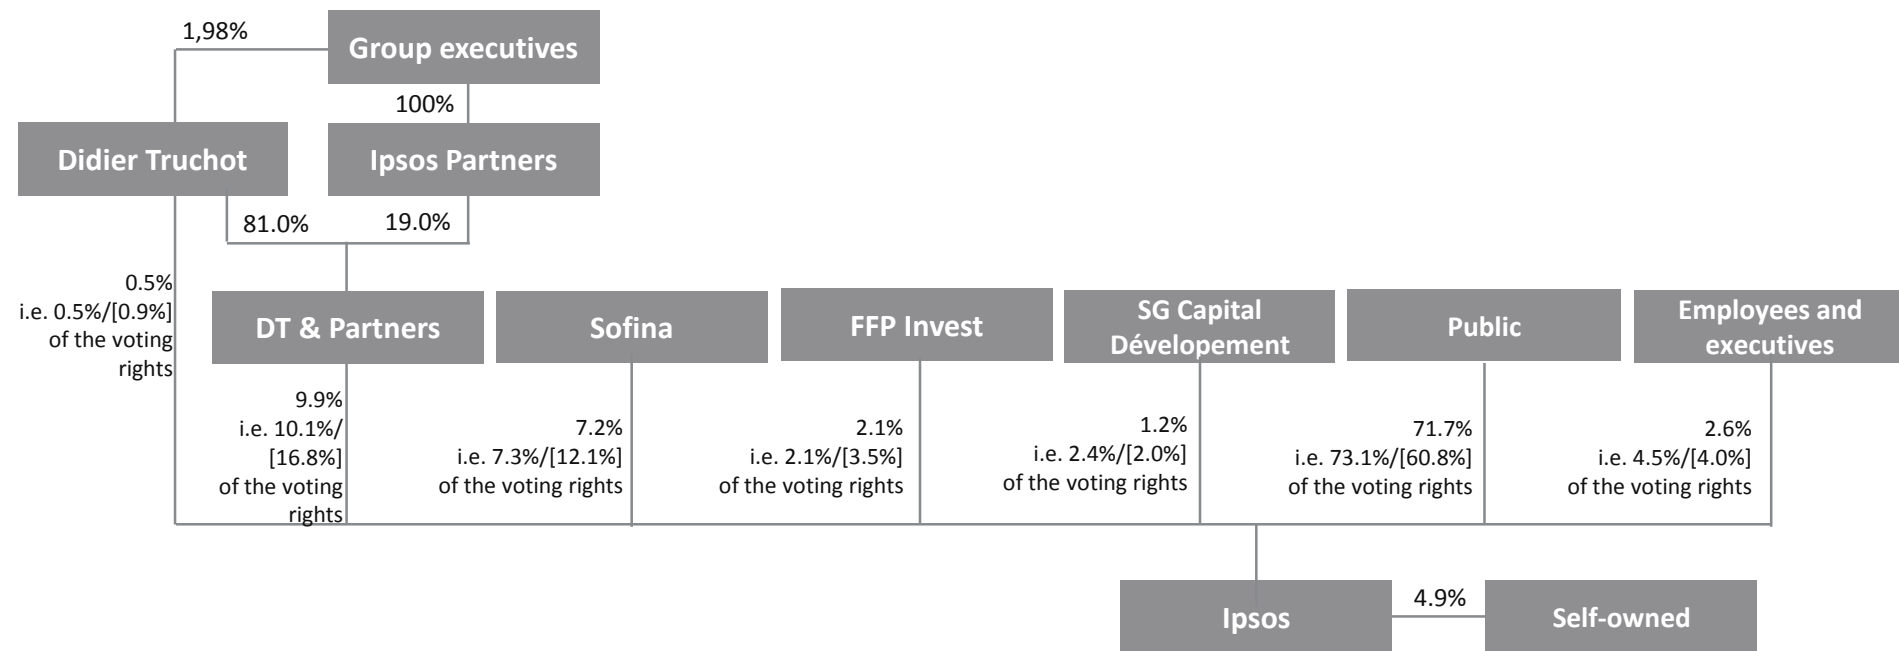 1,98%
Group executives
100%
Didier Truchot
Ipsos Partners
81.0%
19.0%
0.5%
i.e. 0.5%/[0.9%]
of the voting
rights
DT & Partners
Sofina
FFP Invest
SG Capital
Dévelopement
Public
Employees and
executives
9.9%
i.e. 10.1%/
[16.8%]
of the voting
rights
7.2%
i.e. 7.3%/[12.1%]
of the voting rights
2.1%
i.e. 2.1%/[3.5%]
of the voting rights
1.2%
i.e. 2.4%/[2.0%]
of the voting rights
71.7%
i.e. 73.1%/[60.8%]
of the voting rights
2.6%
i.e. 4.5%/[4.0%]
of the voting rights
Ipsos
4.9%
Self-owned